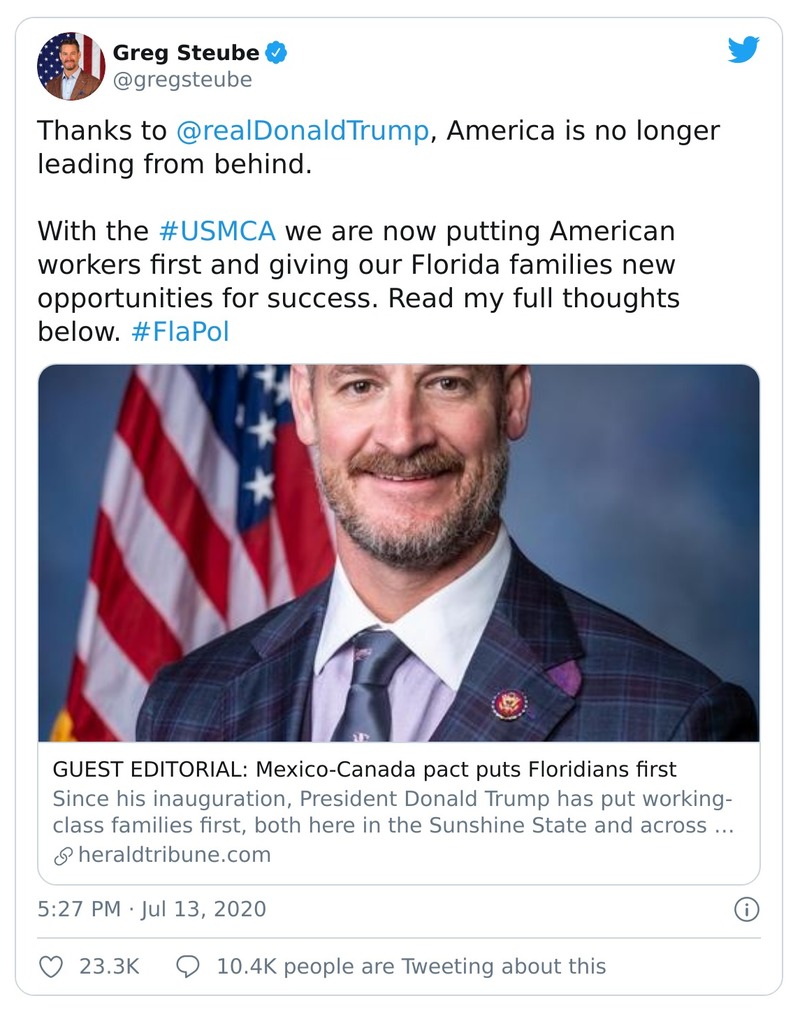 Greg Steube
@gregsteube
Thanks to @realDonaldTrump, America is no longer
leading from behind.
With the #USMCA we are now putting American
workers first and giving our Florida families new
opportunities for success. Read my full thoughts
below. #FlaPol
GUEST EDITORIAL: Mexico-Canada pact puts Floridians first
Since his inauguration, President Donald Trump has put working-
class families first, both here in the Sunshine State and across ...
heraldtribune.com
5:27 PM · Jul 13, 2020
23.3K
10.4K people are Tweeting about this